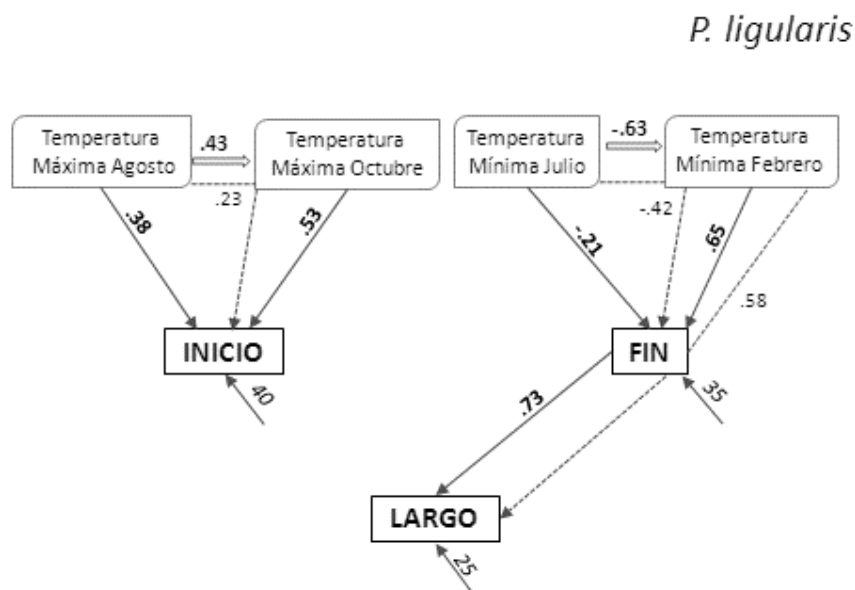 P. ligularis
Temperatura
Máxima Agosto
.43
Temperatura
Máxima Octubre
Temperatura
Mínima Julio
-.63
Temperatura
Mínima Febrero
.23
-.42
.38
.53
-.21
.65
.58
INICIO
FIN
40
35
.73
LARGO
25